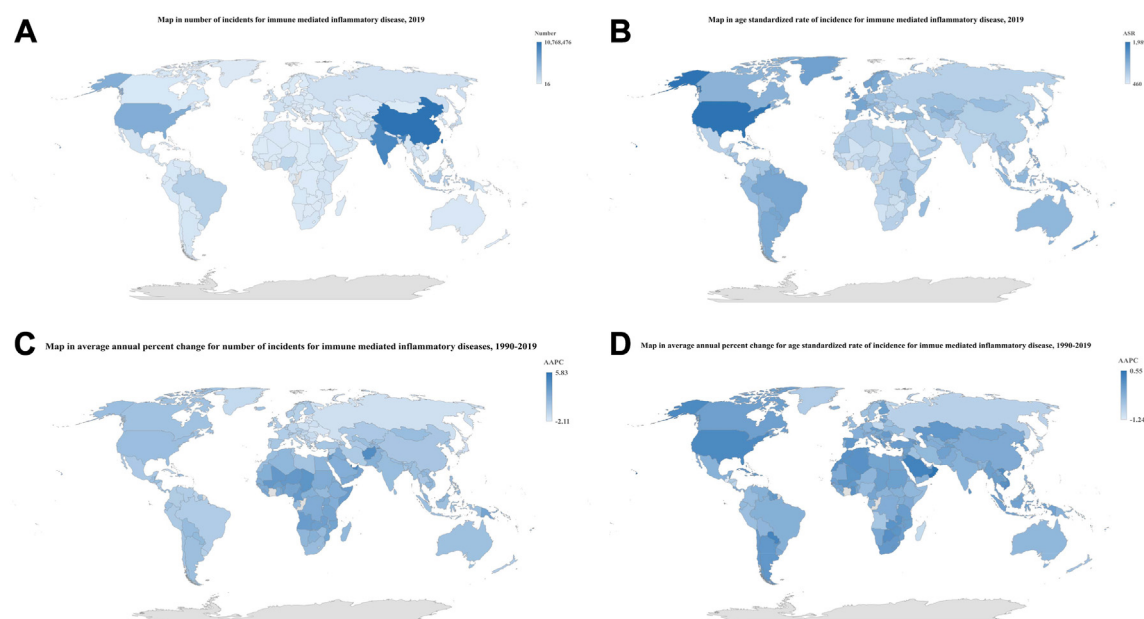 A
Map in number of incidents for immune mediated inflammatory disease, 2019
Number
10,768,476
16
B
Map in age standardized rate of incidence for immune mediated inflammatory disease, 2019
ASR
460
C
Map in average annual percent change for number of incidents for immune mediated inflammatory diseases, 1990-2019
AAPC
5.83
-2.11
D
Map in average annual percent change for age standardized rate of incidence for immue mediated inflammatory disease, 1990-2019
AAPC
0.55
-1.24